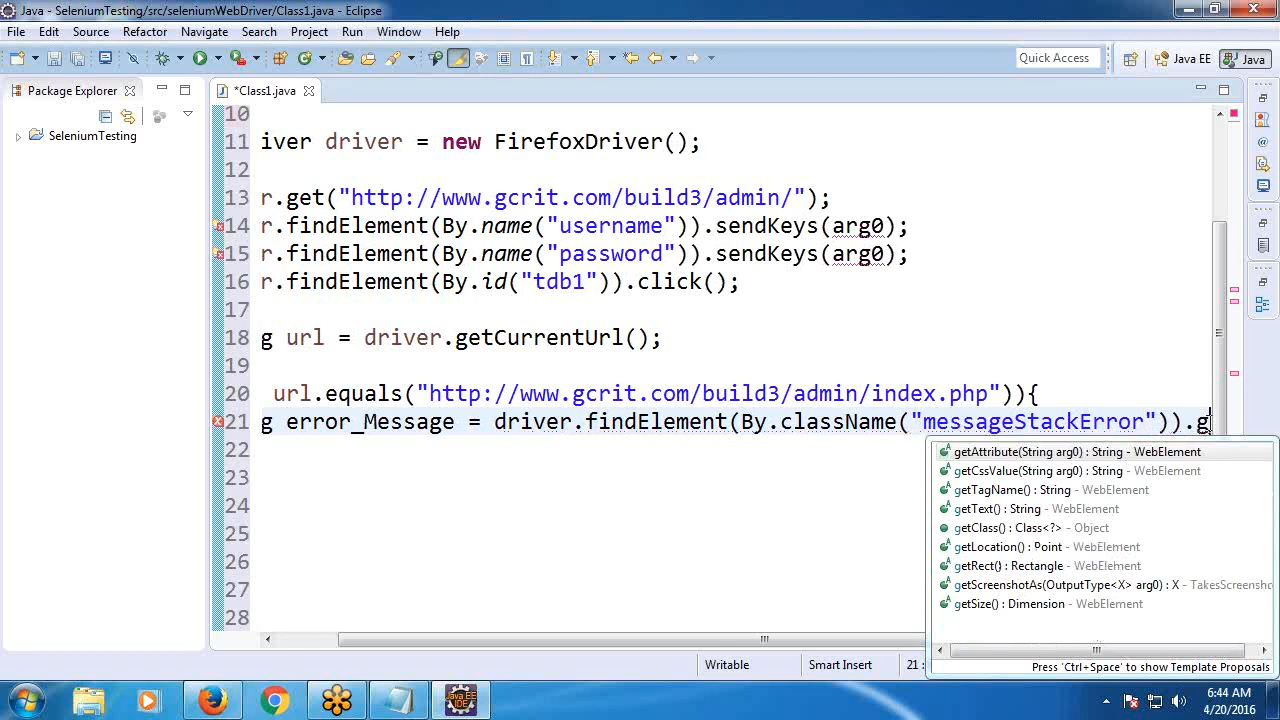 Java - SeleniumTesting/src/seleniumWebDriver/Class1.java - Eclipse
File Edit Source Refactor Navigate Search Project Run Window Help
Quick Access Java EE Java
Package Explorer
*Class1.java
SeleniumTesting
10
11 iver driver = new FirefoxDriver();
12
13 r.get("http://www.gcrit.com/build3/admin/");
14 r.findElement(By.name("username")).sendKeys(arg0);
15 r.findElement(By.name("password")).sendKeys(arg0);
16 r.findElement(By.id("tdb1")).click();
17
18 g url = driver.getCurrentUrl();
19
20 url.equals("http://www.gcrit.com/build3/admin/index.php")){
21 g error_Message = driver.findElement(By.className("messageStackError")).g
22
23
24
25
26
27
28
getAttribute(String arg0) : String - WebElement
getCssValue(String arg0) : String - WebElement
getTagName() : String - WebElement
getText() : String - WebElement
getClass() : Class<?> - Object
getLocation() : Point - WebElement
getRect() : Rectangle - WebElement
getScreenshotAs(OutputType<X> arg0) : X - TakesScreensho
getSize() : Dimension - WebElement
Press 'Ctrl+Space' to show Template Proposals
Writable Smart Insert 21 :
Java EE
IDE
6:44 AM
4/20/2016